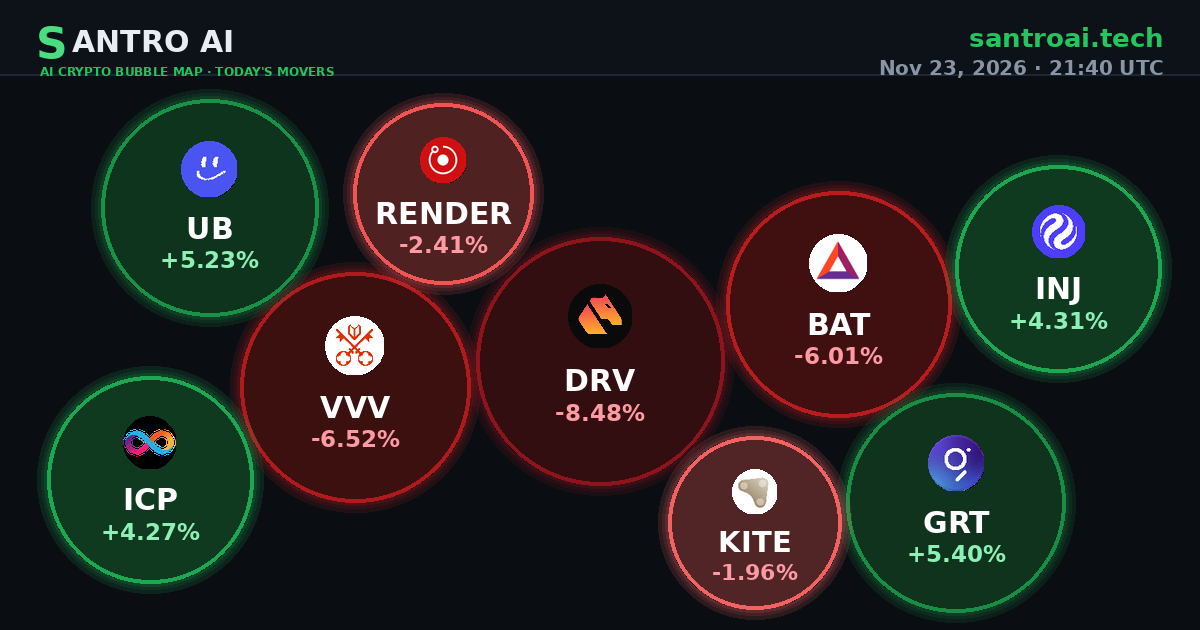 SANTRO AI
AI CRYPTO BUBBLE MAP · TODAY'S MOVERS
santroai.tech
Nov 23, 2026 · 21:40 UTC
UB
+5.23%
RENDER
-2.41%
INJ
+4.31%
BAT
-6.01%
DRV
-8.48%
VVV
-6.52%
ICP
+4.27%
KITE
-1.96%
GRT
+5.40%